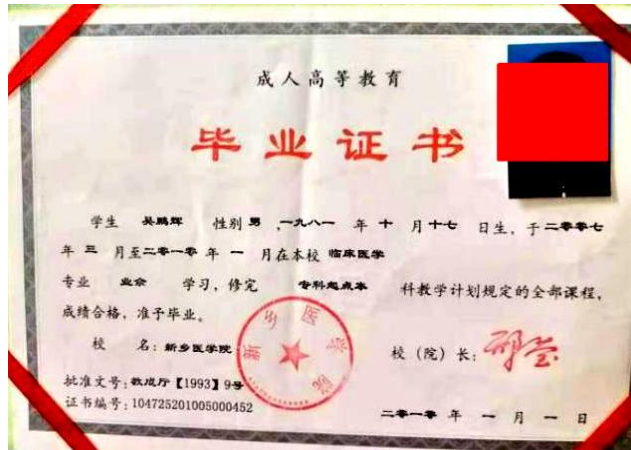 成人高等教育
毕业证书
学生 吴鹏辉 性别 男 ,一九八一 年 十 月 十七 日生，于 二零零七
年 三 月至 二零一零 年 一 月在本校 临床医学
专业 业余 学习，修完 专科起点本 科教学计划规定的全部课程，
成绩合格，准予毕业。
校 名：新乡医学院
新乡医学院
校（院）长：
批准文号：教成厅【1993】9号
证书编号：104725201005000452
二零一零 年 一 月 一 日